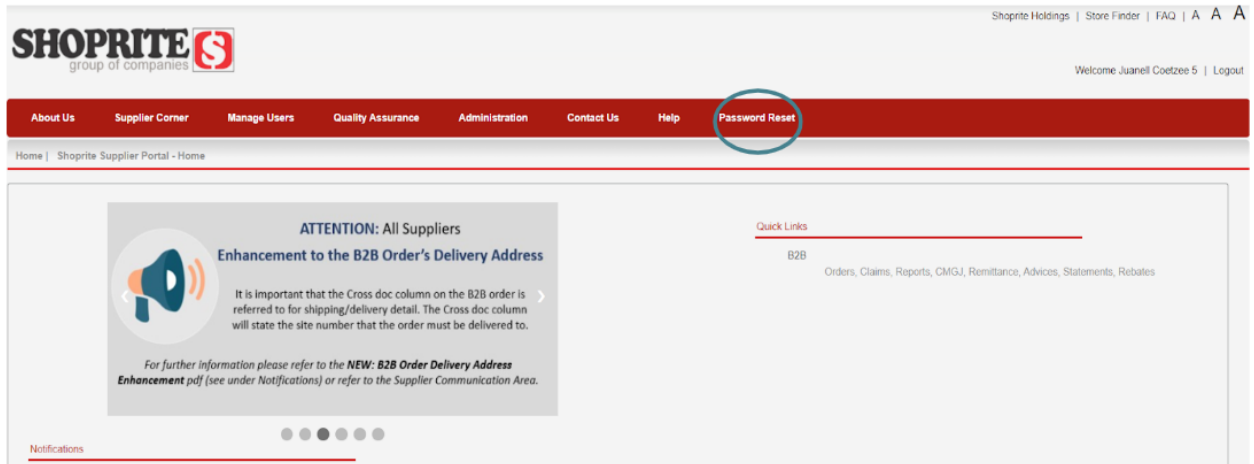 Shoprite Holdings | Store Finder | FAQ | A A A
SHOPRITE S
group of companies
Welcome Juanell Coetzee 5 | Logout
About Us Supplier Corner Manage Users Quality Assurance Administration Contact Us Help Password Reset
Home | Shoprite Supplier Portal - Home
ATTENTION: All Suppliers
Enhancement to the B2B Order's Delivery Address
It is important that the Cross doc column on the B2B order is
referred to for shipping/delivery detail. The Cross doc column
will state the site number that the order must be delivered to.
For further information please refer to the NEW: B2B Order Delivery Address
Enhancement pdf (see under Notifications) or refer to the Supplier Communication Area.
Quick Links
B2B
Orders, Claims, Reports, CMGJ, Remittance, Advices, Statements, Rebates
Notifications